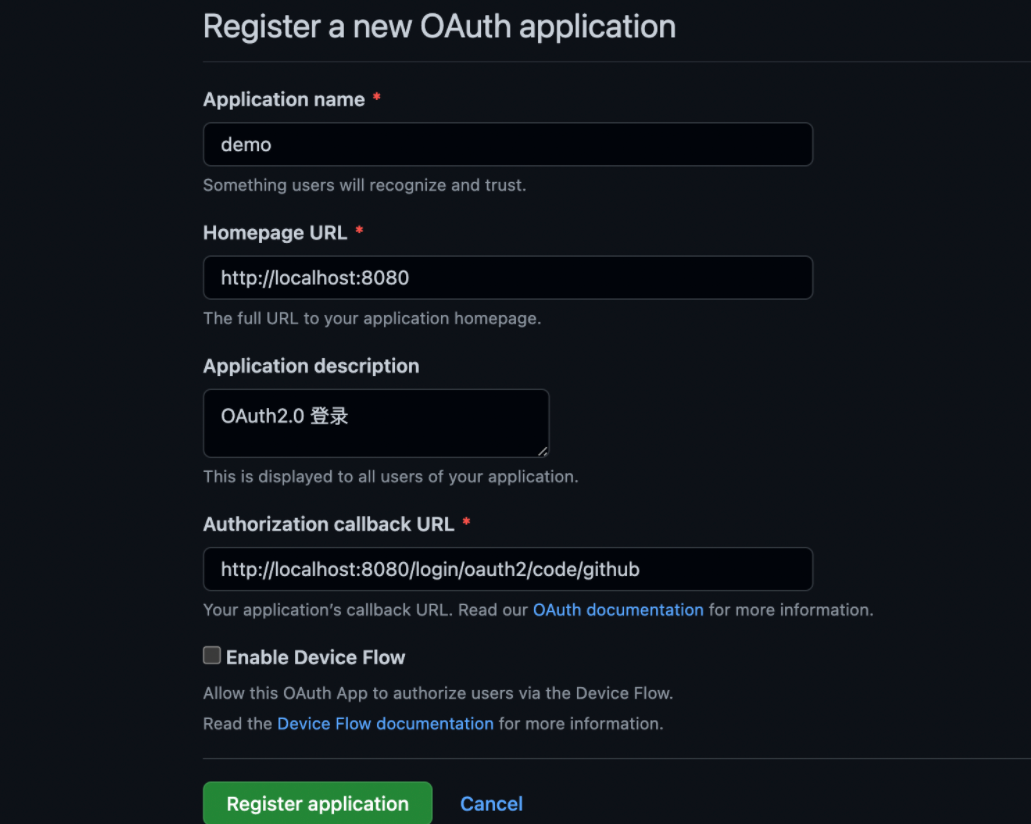 Register a new OAuth application
Application name *
demo
Something users will recognize and trust.
Homepage URL *
http://localhost:8080
The full URL to your application homepage.
Application description
OAuth2.0 登录
This is displayed to all users of your application.
Authorization callback URL *
http://localhost:8080/login/oauth2/code/github
Your application’s callback URL. Read our OAuth documentation for more information.
Enable Device Flow
Allow this OAuth App to authorize users via the Device Flow.
Read the Device Flow documentation for more information.
Register application Cancel